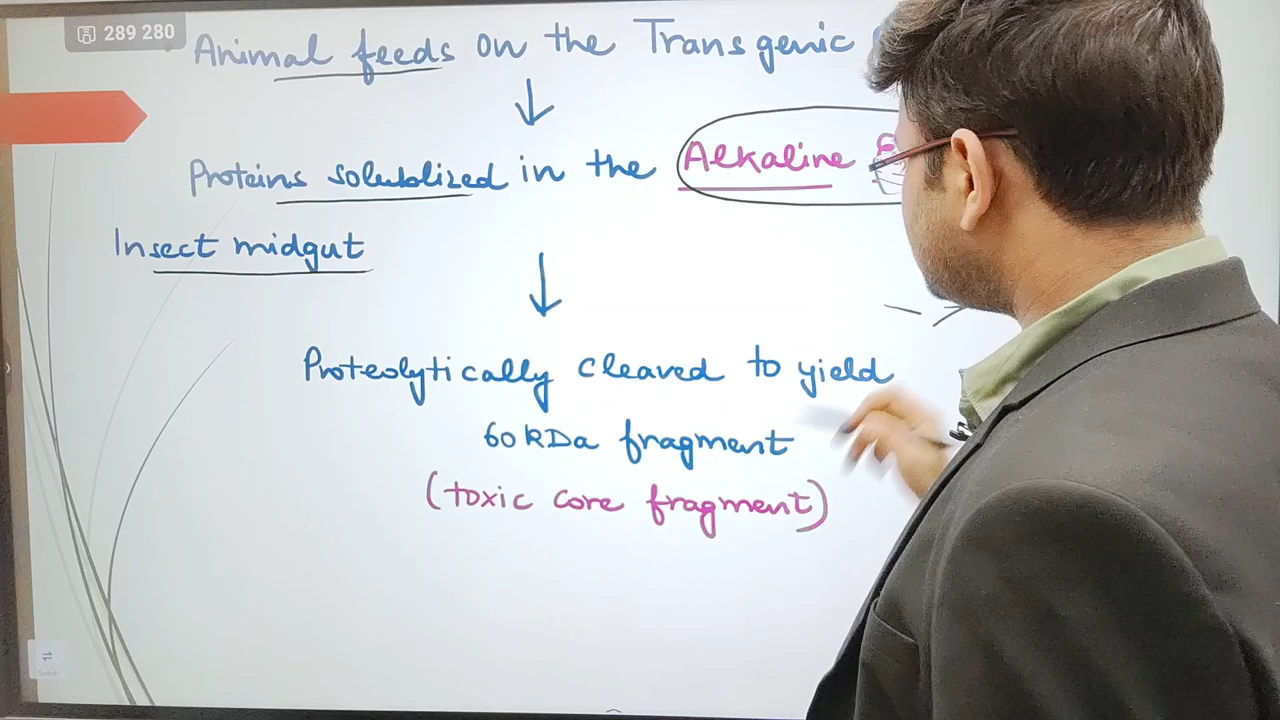 289 280
Animal feeds on the Transgenic
Proteins solublized in the Alkaline
Insect midgut
Proteolytically cleaved to yield
60 kDa fragment
(toxic core fragment)